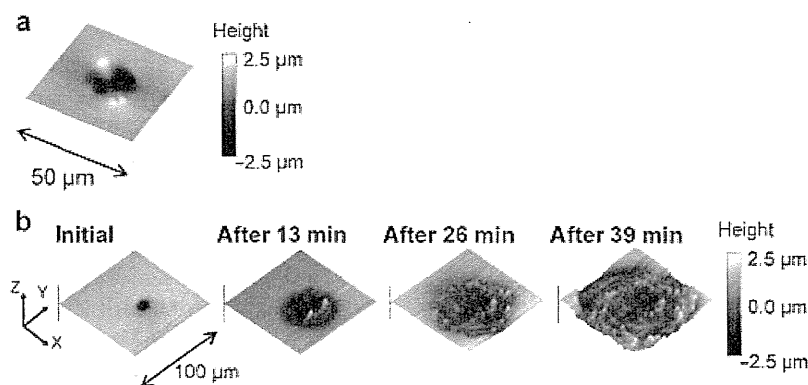 a
Height
2.5 µm
0.0 µm
−2.5 µm
50 µm
b
Initial
After 13 min
After 26 min
After 39 min
Height
2.5 µm
0.0 µm
−2.5 µm
Z
Y
X
100 µm